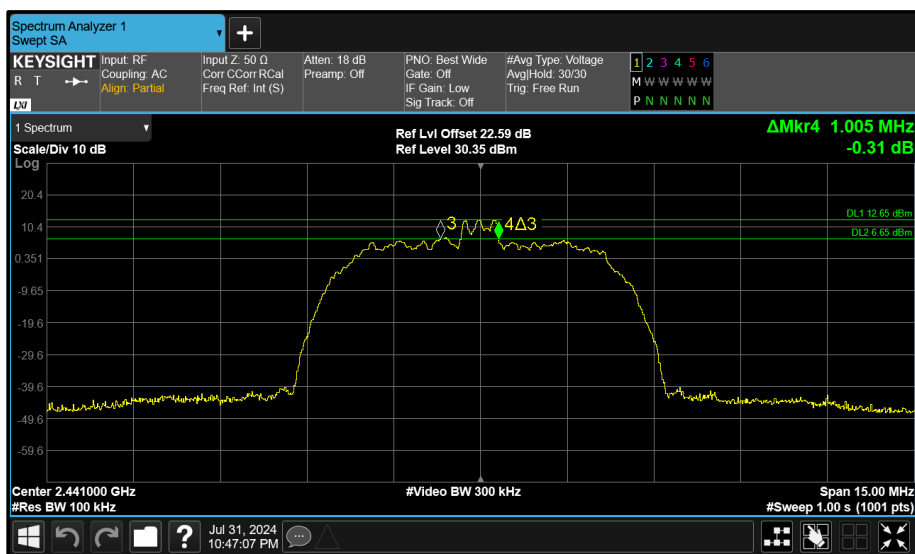 Spectrum Analyzer 1
Swept SA
KEYSIGHT
R T
LXI
Input: RF
Coupling: AC
Align: Partial
Input Z: 50 Ω
Corr CCorr RCal
Freq Ref: Int (S)
Atten: 18 dB
Preamp: Off
PNO: Best Wide
Gate: Off
IF Gain: Low
Sig Track: Off
#Avg Type: Voltage
Avg|Hold: 30/30
Trig: Free Run
1 2 3 4 5 6
M W W W W W
P N N N N N
1 Spectrum
Scale/Div 10 dB
Log
Ref Lvl Offset 22.59 dB
Ref Level 30.35 dBm
ΔMkr4 1.005 MHz
-0.31 dB
20.4
10.4
0.351
-9.65
-19.6
-29.6
-39.6
-49.6
-59.6
3
4Δ3
DL1 12.65 dBm
DL2 6.65 dBm
Center 2.441000 GHz
#Res BW 100 kHz
#Video BW 300 kHz
Span 15.00 MHz
#Sweep 1.00 s (1001 pts)
?
Jul 31, 2024
10:47:07 PM